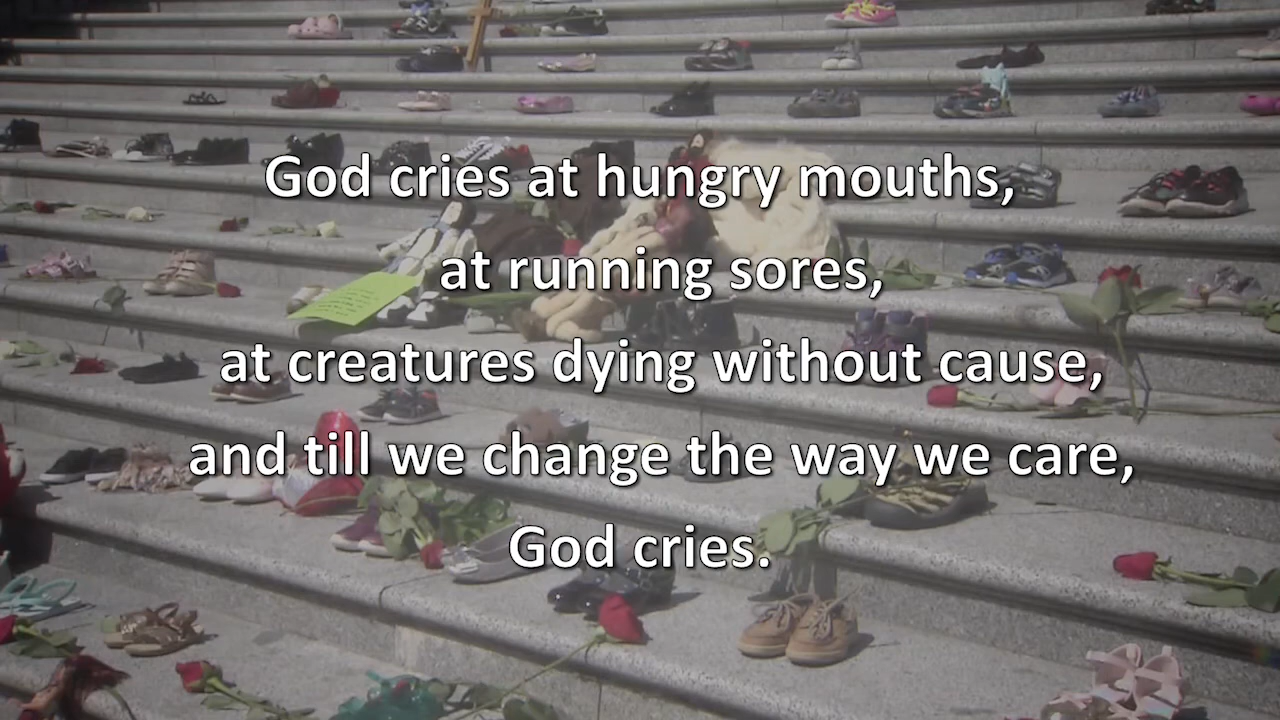 God cries at hungry mouths,
at running sores,
at creatures dying without cause,
and till we change the way we care,
God cries.